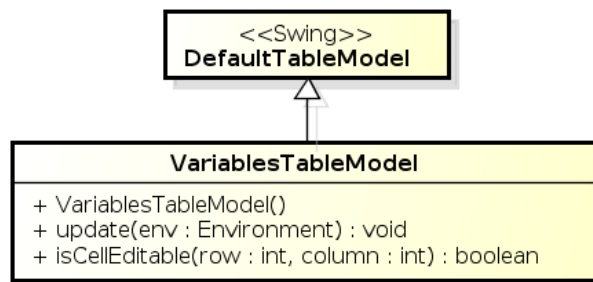 <<Swing>>
DefaultTableModel
VariablesTableModel
+ VariablesTableModel()
+ update(env : Environment) : void
+ isCellEditable(row : int, column : int) : boolean